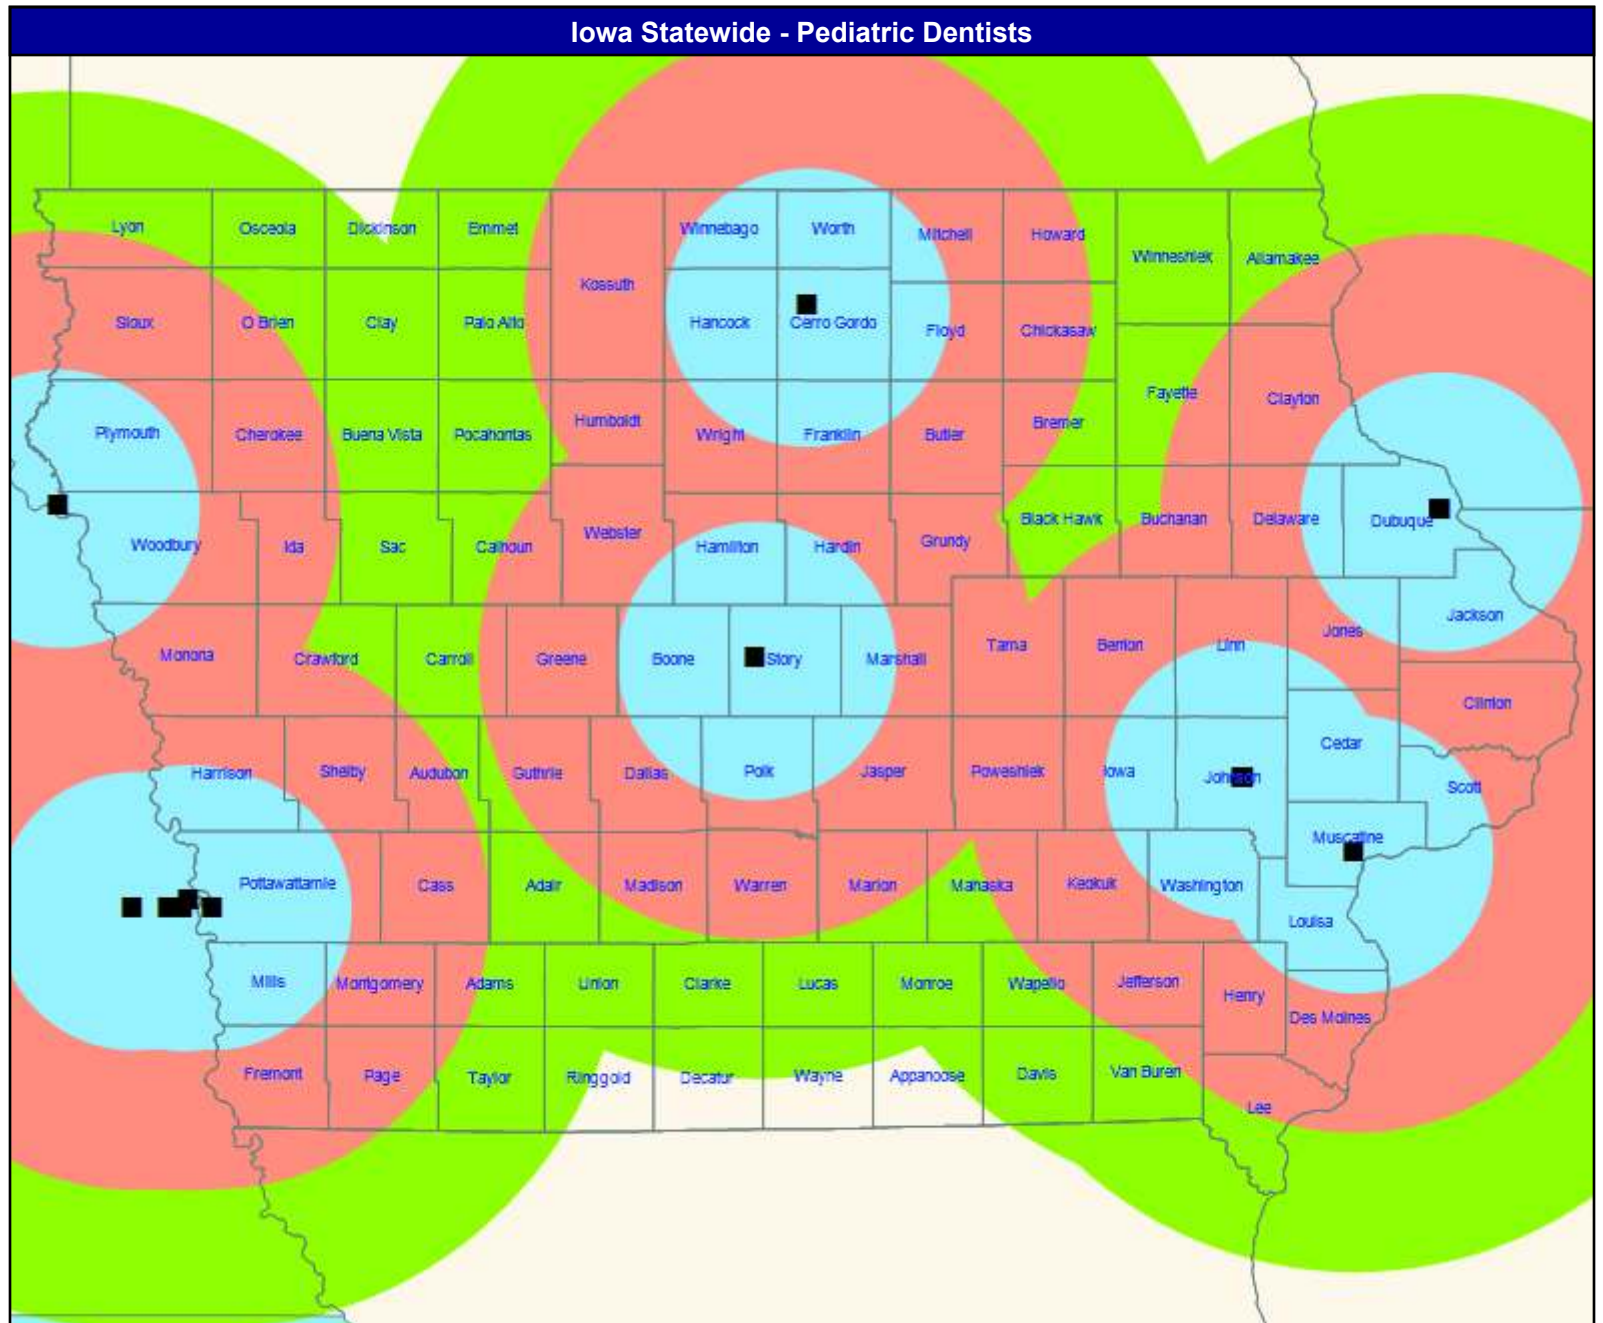 Iowa Statewide - Pediatric Dentists
Lyon
Osceola
Dickinson
Emmet
Winnebago
Worth
Mitchell
Howard
Winneshiek
Allamakee
Kossuth
Sioux
O Brien
Clay
Palo Alto
Hancock
Cerro Gordo
Floyd
Chickasaw
Fayette
Clayton
Plymouth
Cherokee
Buena Vista
Pocahontas
Humboldt
Wright
Franklin
Butler
Bremer
Woodbury
Ida
Sac
Calhoun
Webster
Hamilton
Hardin
Grundy
Black Hawk
Buchanan
Delaware
Dubuque
Jackson
Monona
Crawford
Carroll
Greene
Boone
Story
Marshall
Tama
Benton
Linn
Jones
Clinton
Harrison
Shelby
Audubon
Guthrie
Dallas
Polk
Jasper
Poweshiek
Iowa
Johnson
Cedar
Scott
Muscatine
Pottawattamie
Cass
Adair
Madison
Warren
Marion
Mahaska
Keokuk
Washington
Louisa
Mills
Montgomery
Adams
Union
Clarke
Lucas
Monroe
Wapello
Jefferson
Henry
Des Moines
Fremont
Page
Taylor
Ringgold
Decatur
Wayne
Appanoose
Davis
Van Buren
Lee